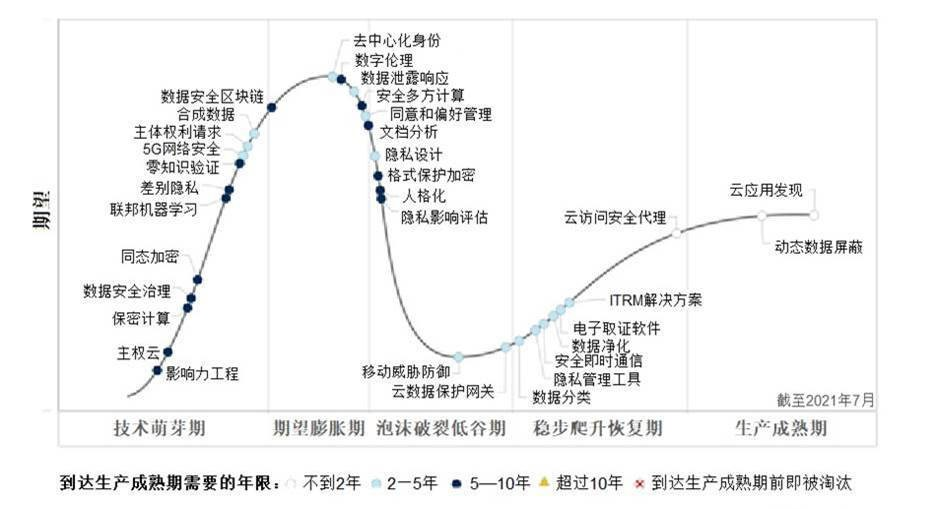 期望
去中心化身份
数字伦理
数据泄露响应
数据安全区块链
安全多方计算
合成数据
同意和偏好管理
主体权利请求
文档分析
5G网络安全
隐私设计
零知识验证
格式保护加密
差别隐私
人格化
联邦机器学习
隐私影响评估
云应用发现
云访问安全代理
动态数据屏蔽
同态加密
数据安全治理
保密计算
ITRM解决方案
电子取证软件
数据净化
主权云
安全即时通信
影响力工程
移动威胁防御
隐私管理工具
云数据保护网关
数据分类
截至2021年7月
技术萌芽期 期望膨胀期 泡沫破裂低谷期 稳步爬升恢复期 生产成熟期
到达生产成熟期需要的年限: 不到2年 2—5年 5—10年 超过10年 到达生产成熟期前即被淘汰